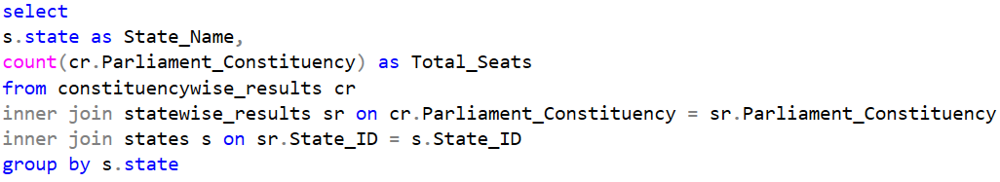 select
s.state as State_Name,
count(cr.Parliament_Constituency) as Total_Seats
from constituencywise_results cr
inner join statewise_results sr on cr.Parliament_Constituency = sr.Parliament_Constituency
inner join states s on sr.State_ID = s.State_ID
group by s.state